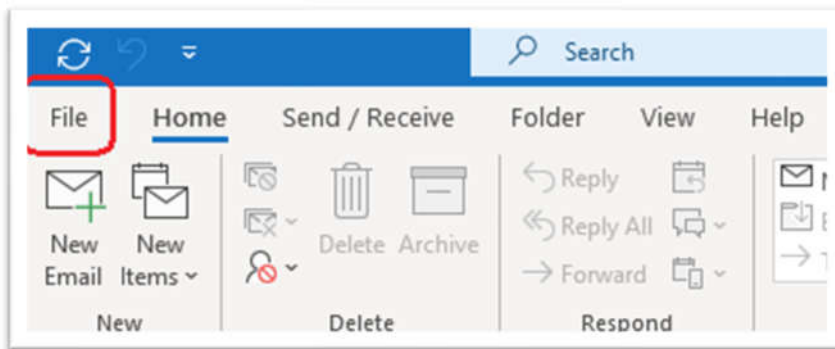 Search
File Home Send / Receive Folder View Help
Reply
Reply All
Forward
New Email
New Items
Delete Archive
New Delete Respond